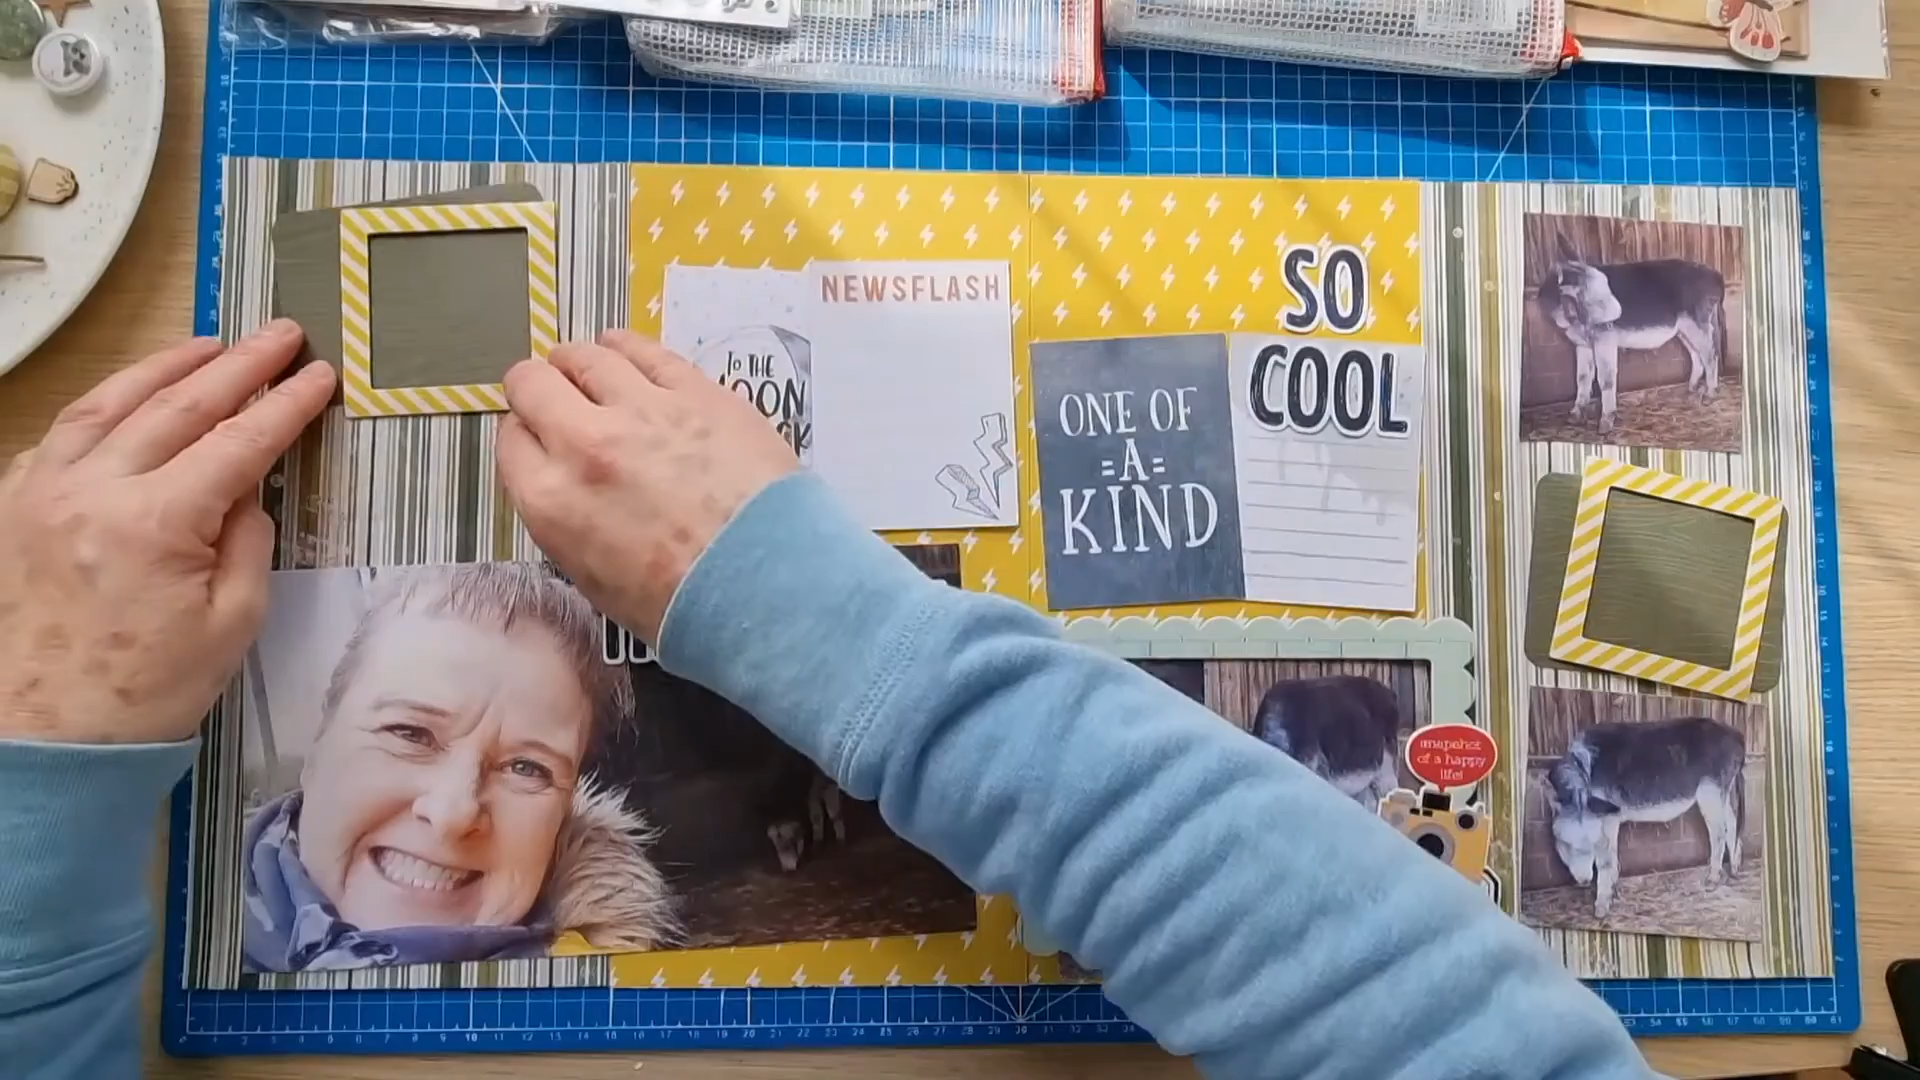 NEWSFLASH
TO THE
MOON
SO
COOL
ONE OF
=A=
KIND
snapshot
of a happy
life!